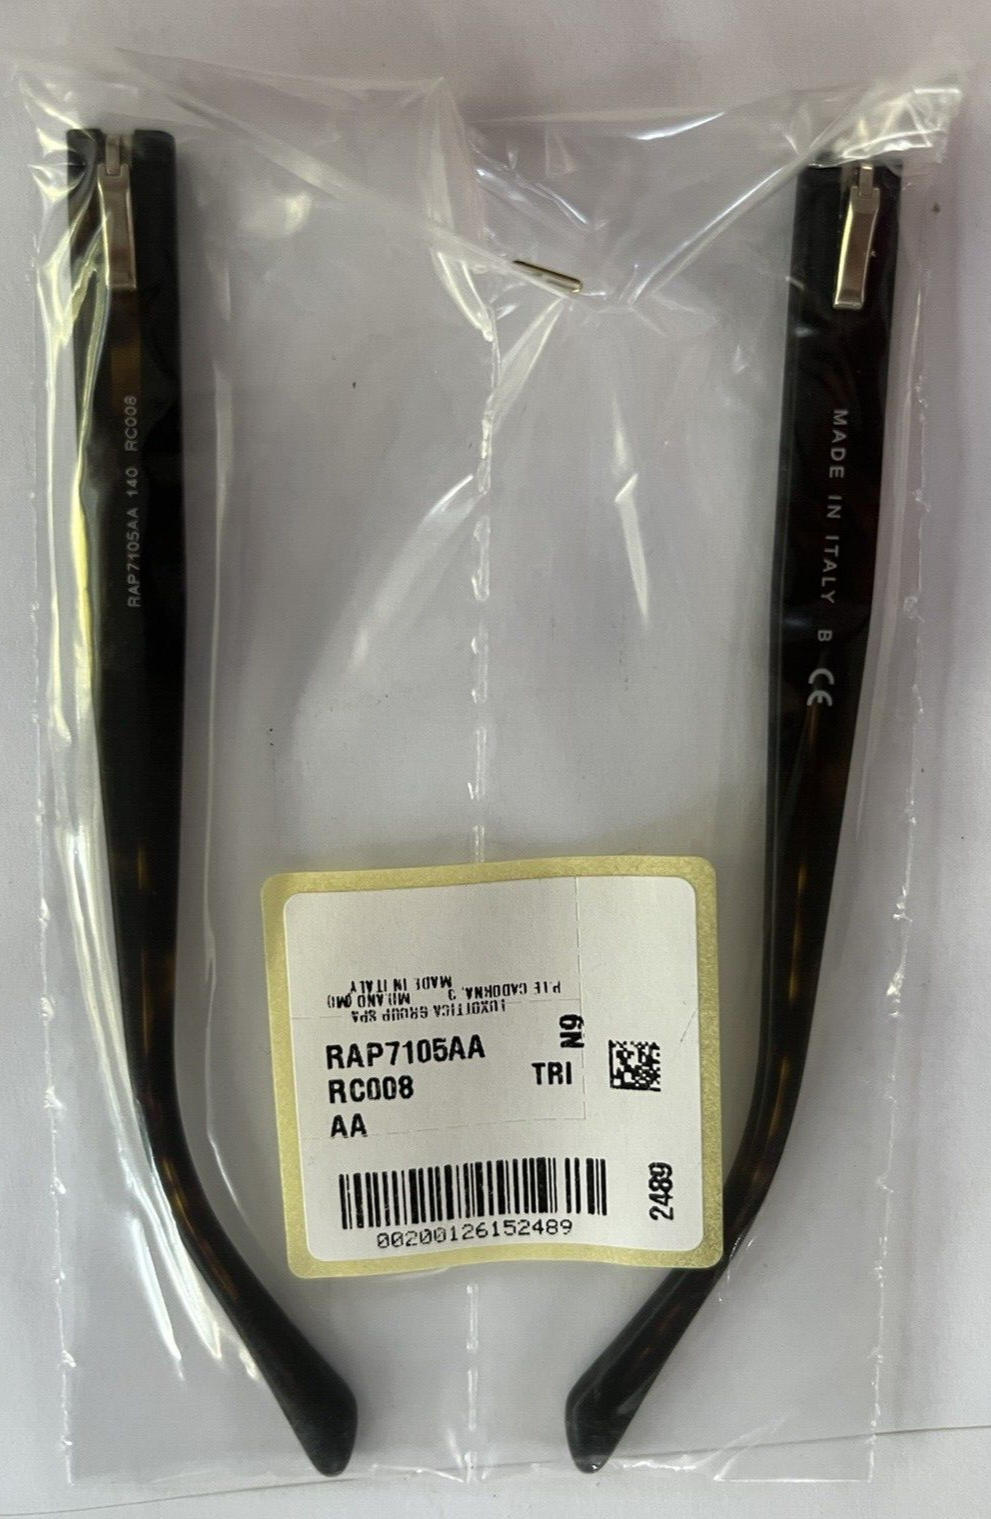 RAP7105AA 140 RC008
MADE IN ITALY B CE
LUXOTTICA GROUP SPA
P.LE CADORNA, 3 MILANO (MI)
MADE IN ITALY
RAP7105AA
RC008
AA
TRI
N9
2489
00200126152489